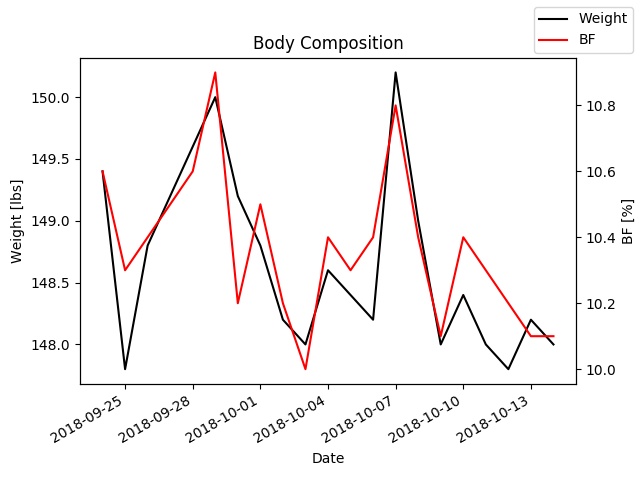 Weight
BF
Body Composition
150.0
149.5
149.0
148.5
148.0
Weight [lbs]
10.8
10.6
10.4
10.2
10.0
BF [%]
2018-09-25
2018-09-28
2018-10-01
2018-10-04
2018-10-07
2018-10-10
2018-10-13
Date